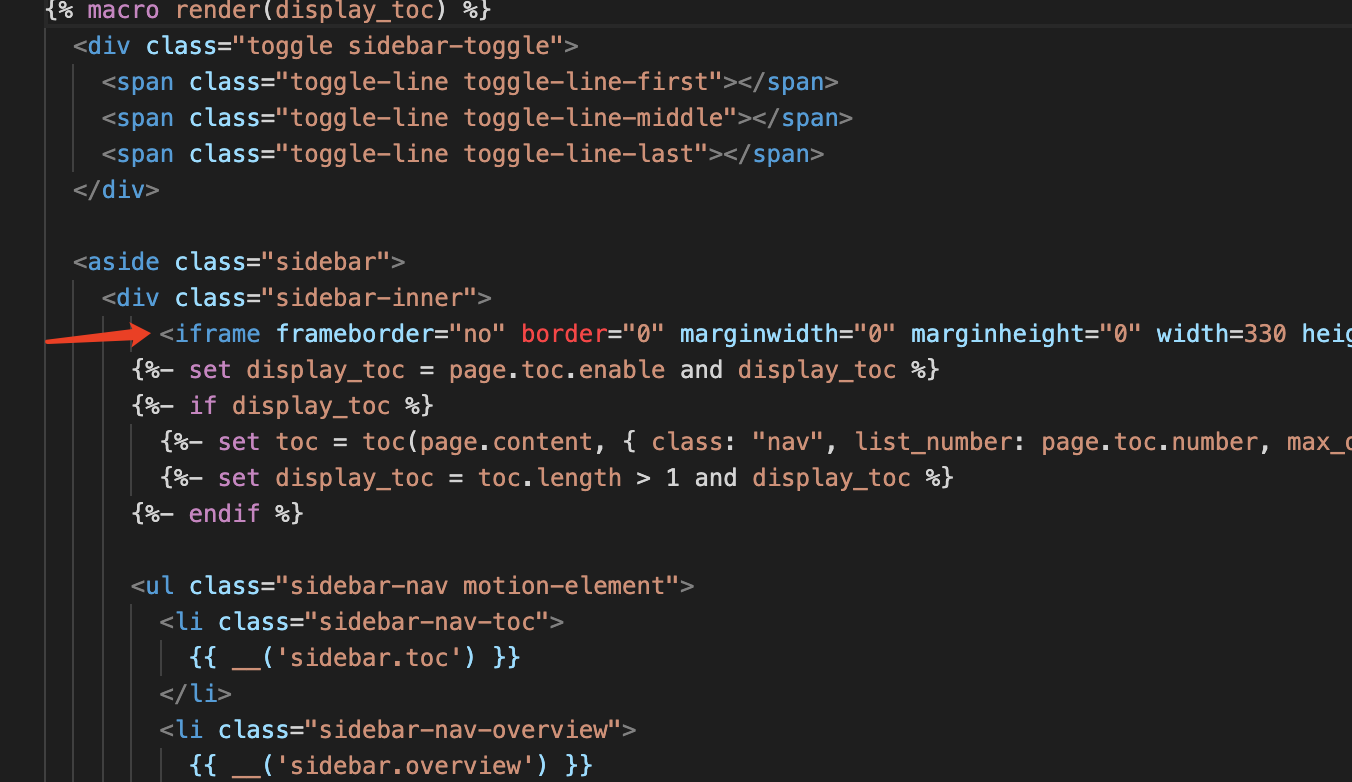 {% macro render(display_toc) %}
<div class="toggle sidebar-toggle">
<span class="toggle-line toggle-line-first"></span>
<span class="toggle-line toggle-line-middle"></span>
<span class="toggle-line toggle-line-last"></span>
</div>
<aside class="sidebar">
<div class="sidebar-inner">
<iframe frameborder="no" border="0" marginwidth="0" marginheight="0" width=330 heig
{%- set display_toc = page.toc.enable and display_toc %}
{%- if display_toc %}
{%- set toc = toc(page.content, { class: "nav", list_number: page.toc.number, max_d
{%- set display_toc = toc.length > 1 and display_toc %}
{%- endif %}
<ul class="sidebar-nav motion-element">
<li class="sidebar-nav-toc">
{{ __('sidebar.toc') }}
</li>
<li class="sidebar-nav-overview">
{{ __('sidebar.overview') }}